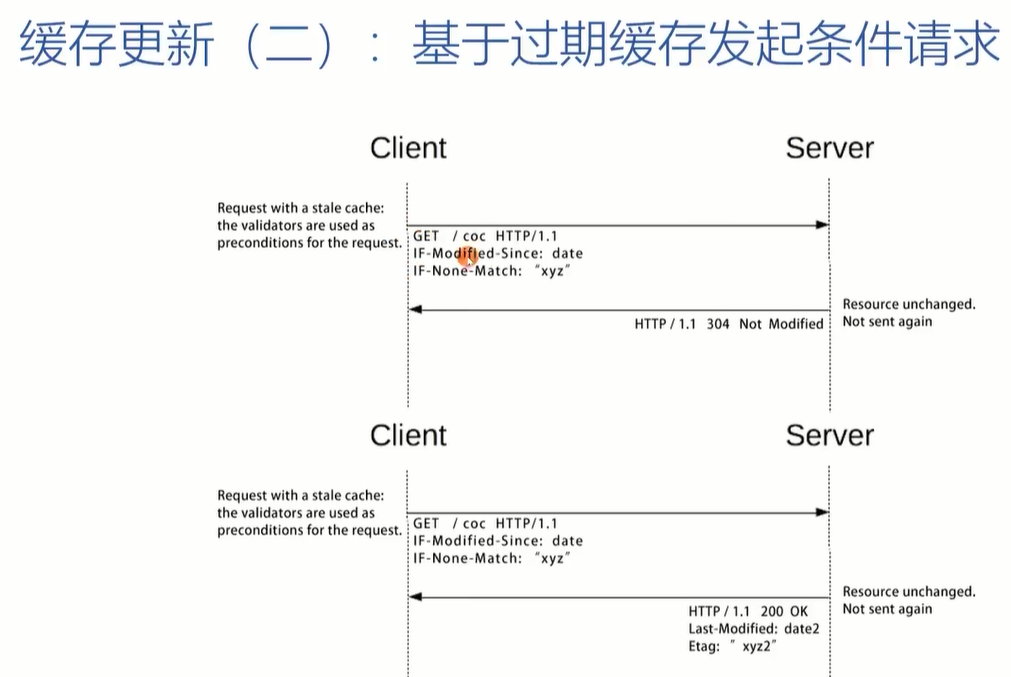 缓存更新（二）：基于过期缓存发起条件请求
Client
Server
Request with a stale cache:
the validators are used as
preconditions for the request.
GET / coc HTTP/1.1
IF-Modified-Since: date
IF-None-Match: "xyz"
Resource unchanged.
Not sent again
HTTP / 1.1 304 Not Modified
Client
Server
Request with a stale cache:
the validators are used as
preconditions for the request.
GET / coc HTTP/1.1
IF-Modified-Since: date
IF-None-Match: "xyz"
Resource unchanged.
Not sent again
HTTP / 1.1 200 OK
Last-Modified: date2
Etag: " xyz2"